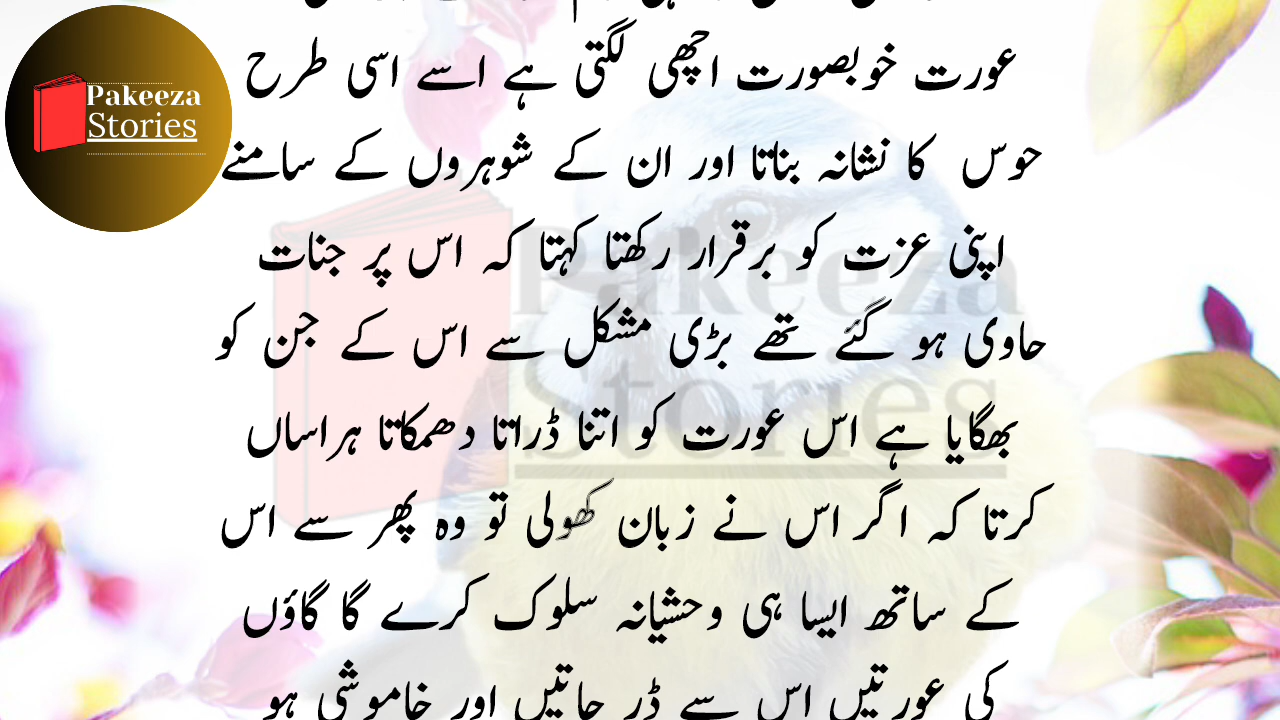 Pakeeza
Stories
عورت خوبصورت اچھی لگتی ہے اسے اسی طرح
حوس کا نشانہ بناتا اور ان کے شوہروں کے سامنے
اپنی عزت کو برقرار رکھتا کہتا کہ اس پر جنات
حاوی ہو گئے تھے بڑی مشکل سے اس کے جن کو
بھگایا ہے اس عورت کو اتنا ڈراتا دھمکاتا ہراساں
کرتا کہ اگر اس نے زبان کھولی تو وہ پھر سے اس
کے ساتھ ایسا ہی وحشیانہ سلوک کرے گا گاؤں
کی عورتیں اس سے ڈر جاتیں اور خاموشی ہو
Pakeeza
Stories